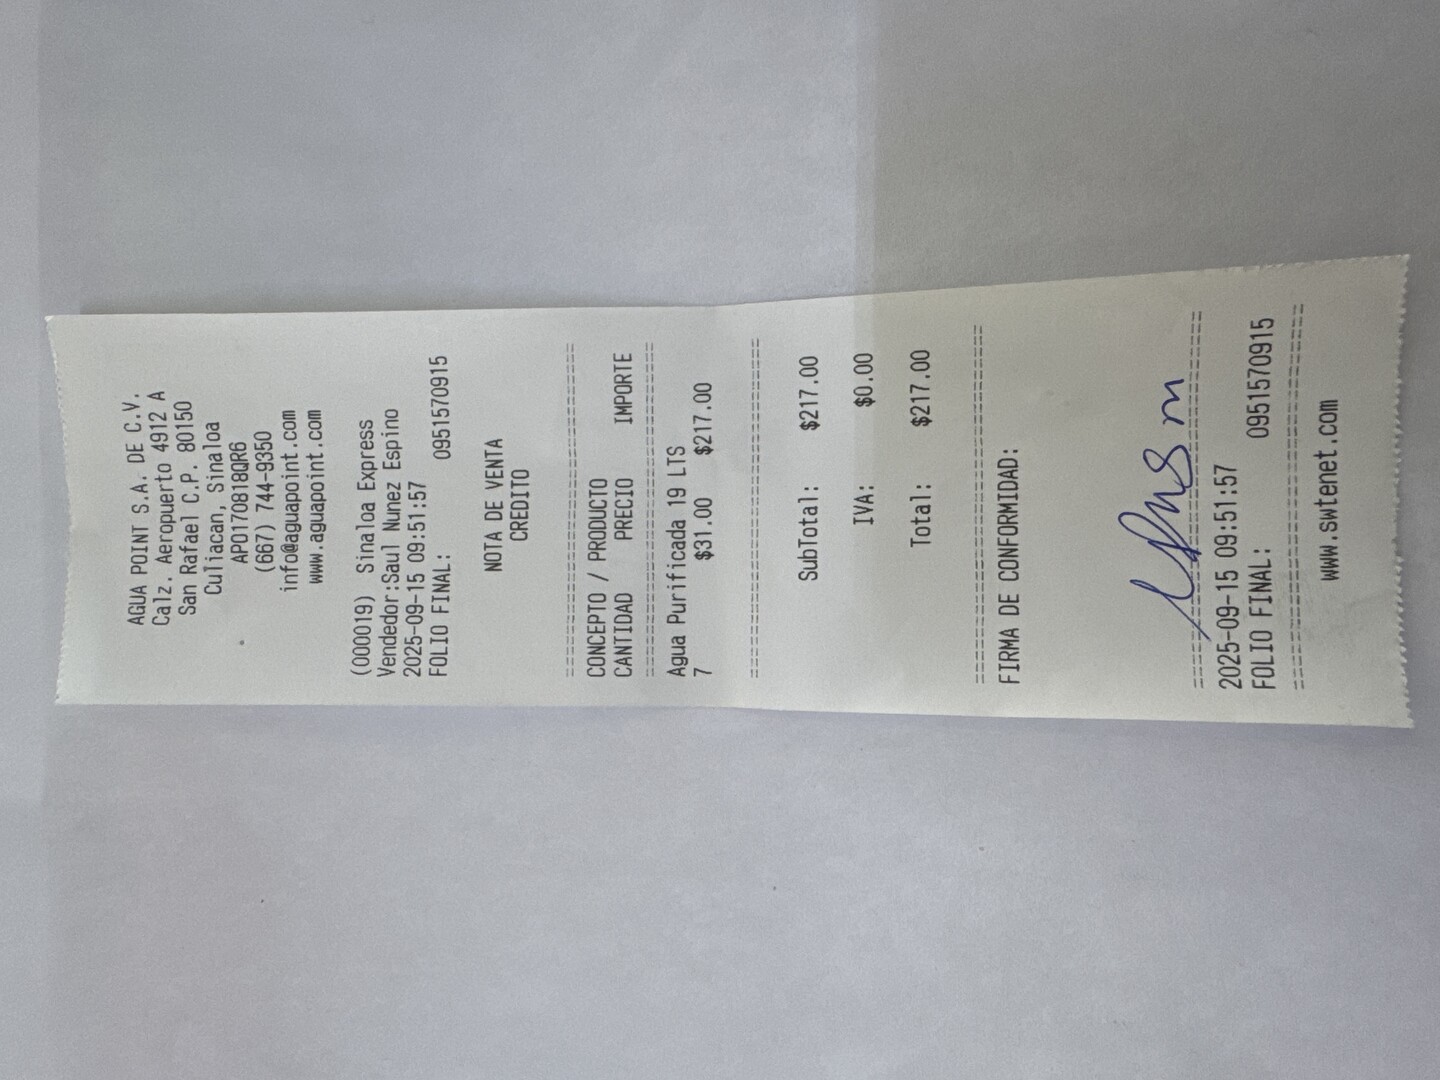 AGUA POINT S.A. DE C.V.
Calz. Aeropuerto 4912 A
San Rafael C.P. 80150
Culiacan, Sinaloa
APO170818QR6
(667) 744-9350
info@aguapoint.com
www.aguapoint.com
(000019) Sinaloa Express
Vendedor:Saul Nunez Espino
2025-09-15 09:51:57
FOLIO FINAL: 0951570915
NOTA DE VENTA
CREDITO
==================================
CONCEPTO / PRODUCTO
CANTIDAD PRECIO IMPORTE
==================================
Agua Purificada 19 LTS
7 $31.00 $217.00
==================================
SubTotal: $217.00
IVA: $0.00
Total: $217.00
==================================
FIRMA DE CONFORMIDAD:
==================================
2025-09-15 09:51:57
FOLIO FINAL: 0951570915
==================================
www.swtenet.com